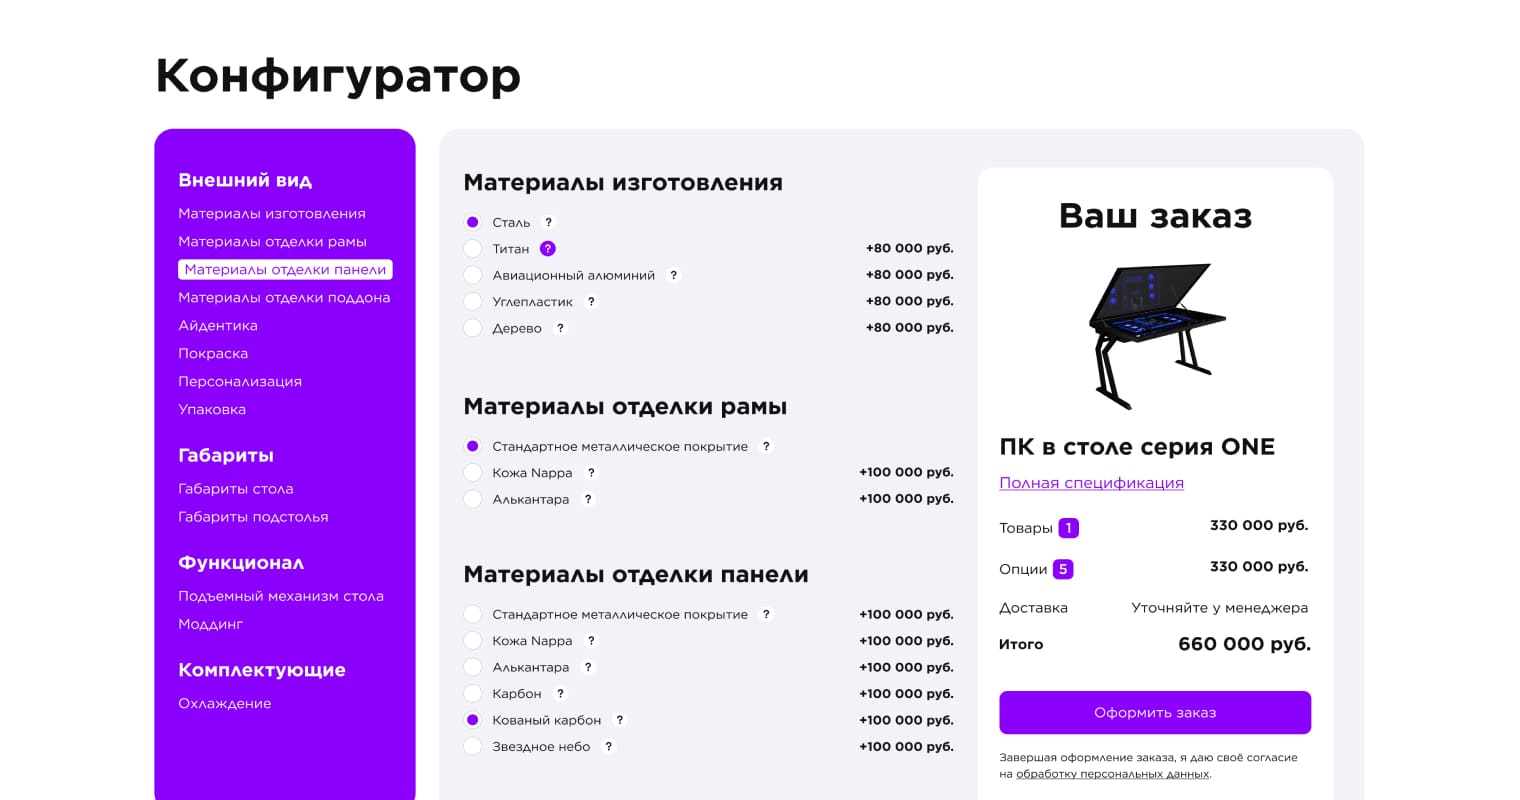 Конфигуратор
Внешний вид
Материалы изготовления
Материалы отделки рамы
Материалы отделки панели
Материалы отделки поддона
Айдентика
Покраска
Персонализация
Упаковка
Габариты
Габариты стола
Габариты подстолья
Функционал
Подъемный механизм стола
Моддинг
Комплектующие
Охлаждение
Материалы изготовления
Сталь ?
Титан ? +80 000 руб.
Авиационный алюминий ? +80 000 руб.
Углепластик ? +80 000 руб.
Дерево ? +80 000 руб.
Материалы отделки рамы
Стандартное металлическое покрытие ?
Кожа Nappa ? +100 000 руб.
Алькантара ? +100 000 руб.
Материалы отделки панели
Стандартное металлическое покрытие ? +100 000 руб.
Кожа Nappa ? +100 000 руб.
Алькантара ? +100 000 руб.
Карбон ? +100 000 руб.
Кованый карбон ? +100 000 руб.
Звездное небо ? +100 000 руб.
Ваш заказ
ПК в столе серия ONE
Полная спецификация
Товары 1 330 000 руб.
Опции 5 330 000 руб.
Доставка Уточняйте у менеджера
Итого 660 000 руб.
Оформить заказ
Завершая оформление заказа, я даю своё согласие
на обработку персональных данных.